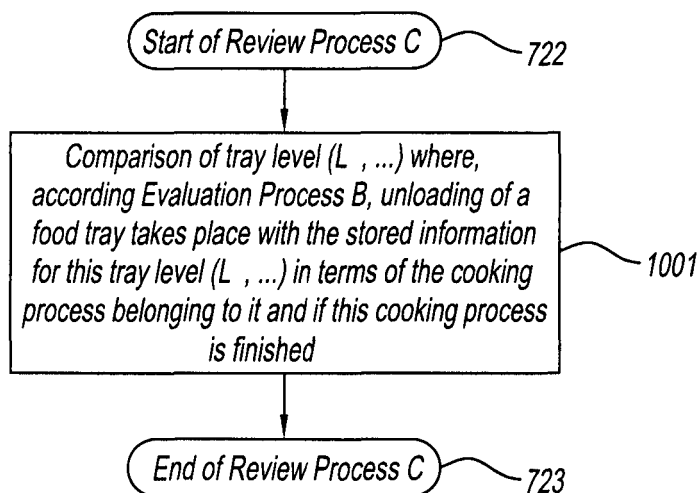 Start of Review Process C
722
Comparison of tray level (L , ...) where,
according Evaluation Process B, unloading of a
food tray takes place with the stored information
for this tray level (L , ...) in terms of the cooking
process belonging to it and if this cooking process
is finished
1001
End of Review Process C
723